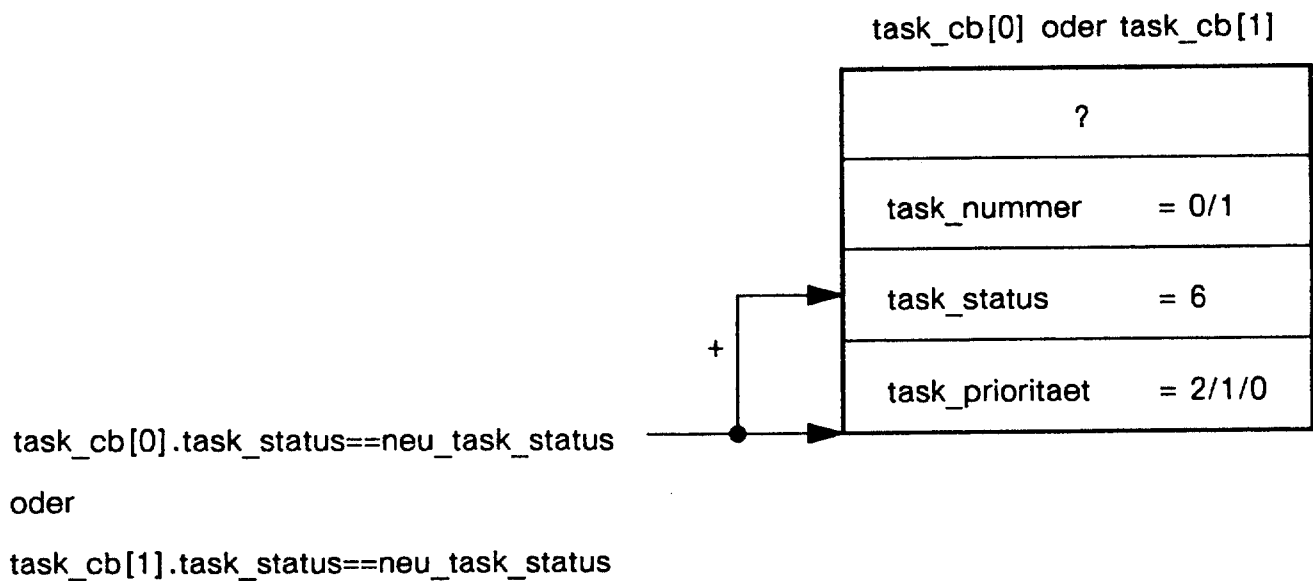 task_cb[0] oder task_cb[1]
?
task_nummer = 0/1
task_status = 6
+
task_prioritaet = 2/1/0
task_cb[0].task_status==neu_task_status
oder
task_cb[1].task_status==neu_task_status